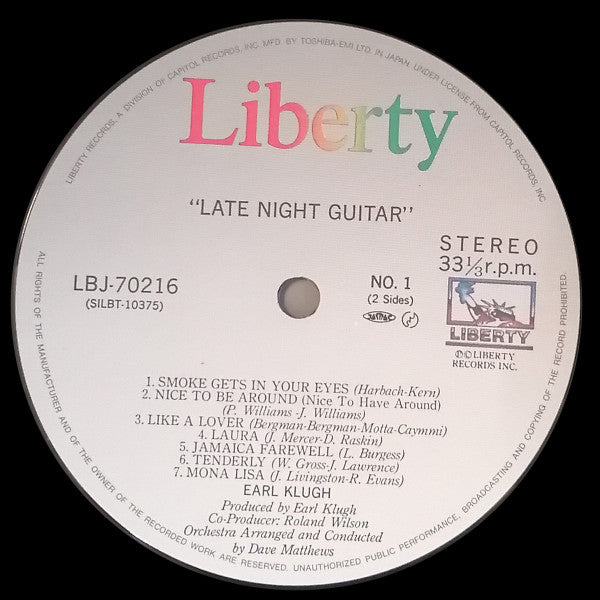 LIBERTY RECORDS, A DIVISION OF CAPITOL RECORDS, INC. MFD. BY TOSHIBA-EMI LTD. IN JAPAN. UNDER LICENSE FROM CAPITOL RECORDS, INC
Liberty
"LATE NIGHT GUITAR"
STEREO
33⅓r.p.m.
LBJ-70216
(SILBT-10375)
NO. 1
(2 Sides)
LIBERTY
ⓅⒸLIBERTY
RECORDS INC.
1. SMOKE GETS IN YOUR EYES (Harbach-Kern)
2. NICE TO BE AROUND (Nice To Have Around)
(P. Williams-J. Williams)
3. LIKE A LOVER (Bergman-Bergman-Motta-Caymmi)
4. LAURA (J. Mercer-D. Raskin)
5. JAMAICA FAREWELL (L. Burgess)
6. TENDERLY (W. Gross-J. Lawrence)
7. MONA LISA (J. Livingston-R. Evans)
EARL KLUGH
Produced by Earl Klugh
Co-Producer: Roland Wilson
Orchestra Arranged and Conducted
by Dave Matthews
ALL RIGHTS OF THE MANUFACTURER AND OF THE OWNER OF THE RECORDED WORK ARE RESERVED. UNAUTHORIZED PUBLIC PERFORMANCE, BROADCASTING AND COPYING OF THE RECORD PROHIBITED.